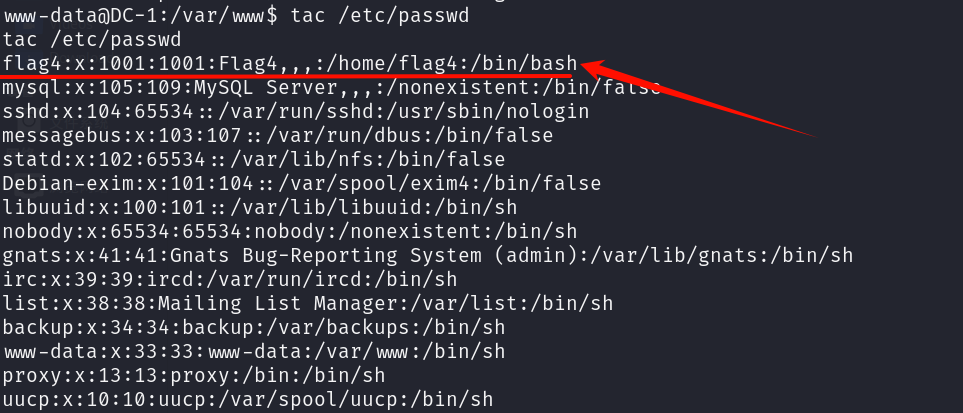 www-data@DC-1:/var/www$ tac /etc/passwd
tac /etc/passwd
flag4:x:1001:1001:Flag4,,,:/home/flag4:/bin/bash
mysql:x:105:109:MySQL Server,,,:/nonexistent:/bin/false
sshd:x:104:65534::/var/run/sshd:/usr/sbin/nologin
messagebus:x:103:107::/var/run/dbus:/bin/false
statd:x:102:65534::/var/lib/nfs:/bin/false
Debian-exim:x:101:104::/var/spool/exim4:/bin/false
libuuid:x:100:101::/var/lib/libuuid:/bin/sh
nobody:x:65534:65534:nobody:/nonexistent:/bin/sh
gnats:x:41:41:Gnats Bug-Reporting System (admin):/var/lib/gnats:/bin/sh
irc:x:39:39:ircd:/var/run/ircd:/bin/sh
list:x:38:38:Mailing List Manager:/var/list:/bin/sh
backup:x:34:34:backup:/var/backups:/bin/sh
www-data:x:33:33:www-data:/var/www:/bin/sh
proxy:x:13:13:proxy:/bin:/bin/sh
uucp:x:10:10:uucp:/var/spool/uucp:/bin/sh